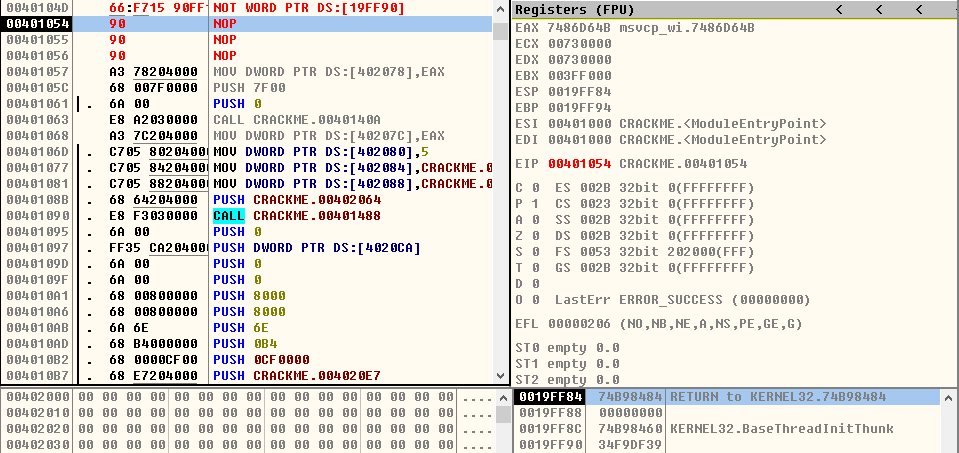 0040104D 66:F715 90FF NOT WORD PTR DS:[19FF90]
00401054 90 NOP
00401055 90 NOP
00401056 90 NOP
00401057 A3 78204000 MOV DWORD PTR DS:[402078],EAX
0040105C 68 007F0000 PUSH 7F00
00401061 . 6A 00 PUSH 0
00401063 E8 A2030000 CALL CRACKME.0040140A
00401068 A3 7C204000 MOV DWORD PTR DS:[40207C],EAX
0040106D . C705 80204000 MOV DWORD PTR DS:[402080],5
00401077 . C705 84204000 MOV DWORD PTR DS:[402084],CRACKME.0
00401081 . C705 88204000 MOV DWORD PTR DS:[402088],CRACKME.0
0040108B . 68 64204000 PUSH CRACKME.00402064
00401090 . E8 F3030000 CALL CRACKME.00401488
00401095 . 6A 00 PUSH 0
00401097 . FF35 CA204000 PUSH DWORD PTR DS:[4020CA]
0040109D . 6A 00 PUSH 0
0040109F . 6A 00 PUSH 0
004010A1 . 68 00800000 PUSH 8000
004010A6 . 68 00800000 PUSH 8000
004010AB . 6A 6E PUSH 6E
004010AD . 68 B4000000 PUSH 0B4
004010B2 . 68 0000CF00 PUSH 0CF0000
004010B7 . 68 E7204000 PUSH CRACKME.004020E7
Registers (FPU) < < <
EAX 7486D64B msvcp_wi.7486D64B
ECX 00730000
EDX 00730000
EBX 003FF000
ESP 0019FF84
EBP 0019FF94
ESI 00401000 CRACKME.<ModuleEntryPoint>
EDI 00401000 CRACKME.<ModuleEntryPoint>
EIP 00401054 CRACKME.00401054
C 0 ES 002B 32bit 0(FFFFFFFF)
P 1 CS 0023 32bit 0(FFFFFFFF)
A 0 SS 002B 32bit 0(FFFFFFFF)
Z 0 DS 002B 32bit 0(FFFFFFFF)
S 0 FS 0053 32bit 202000(FFF)
T 0 GS 002B 32bit 0(FFFFFFFF)
D 0
O 0 LastErr ERROR_SUCCESS (00000000)
EFL 00000206 (NO,NB,NE,A,NS,PE,GE,G)
ST0 empty 0.0
ST1 empty 0.0
ST2 empty 0.0
00402000 00 00 00 00 00 00 00 00 00 00 00 00 00 00 00 00 ....
00402010 00 00 00 00 00 00 00 00 00 00 00 00 00 00 00 00 ....
00402020 00 00 00 00 00 00 00 00 00 00 00 00 00 00 00 00 ....
00402030 00 00 00 00 00 00 00 00 00 00 00 00 00 00 00 00 ....
0019FF84 74B98484 RETURN to KERNEL32.74B98484
0019FF88 00000000
0019FF8C 74B98460 KERNEL32.BaseThreadInitThunk
0019FF90 34F9DF39